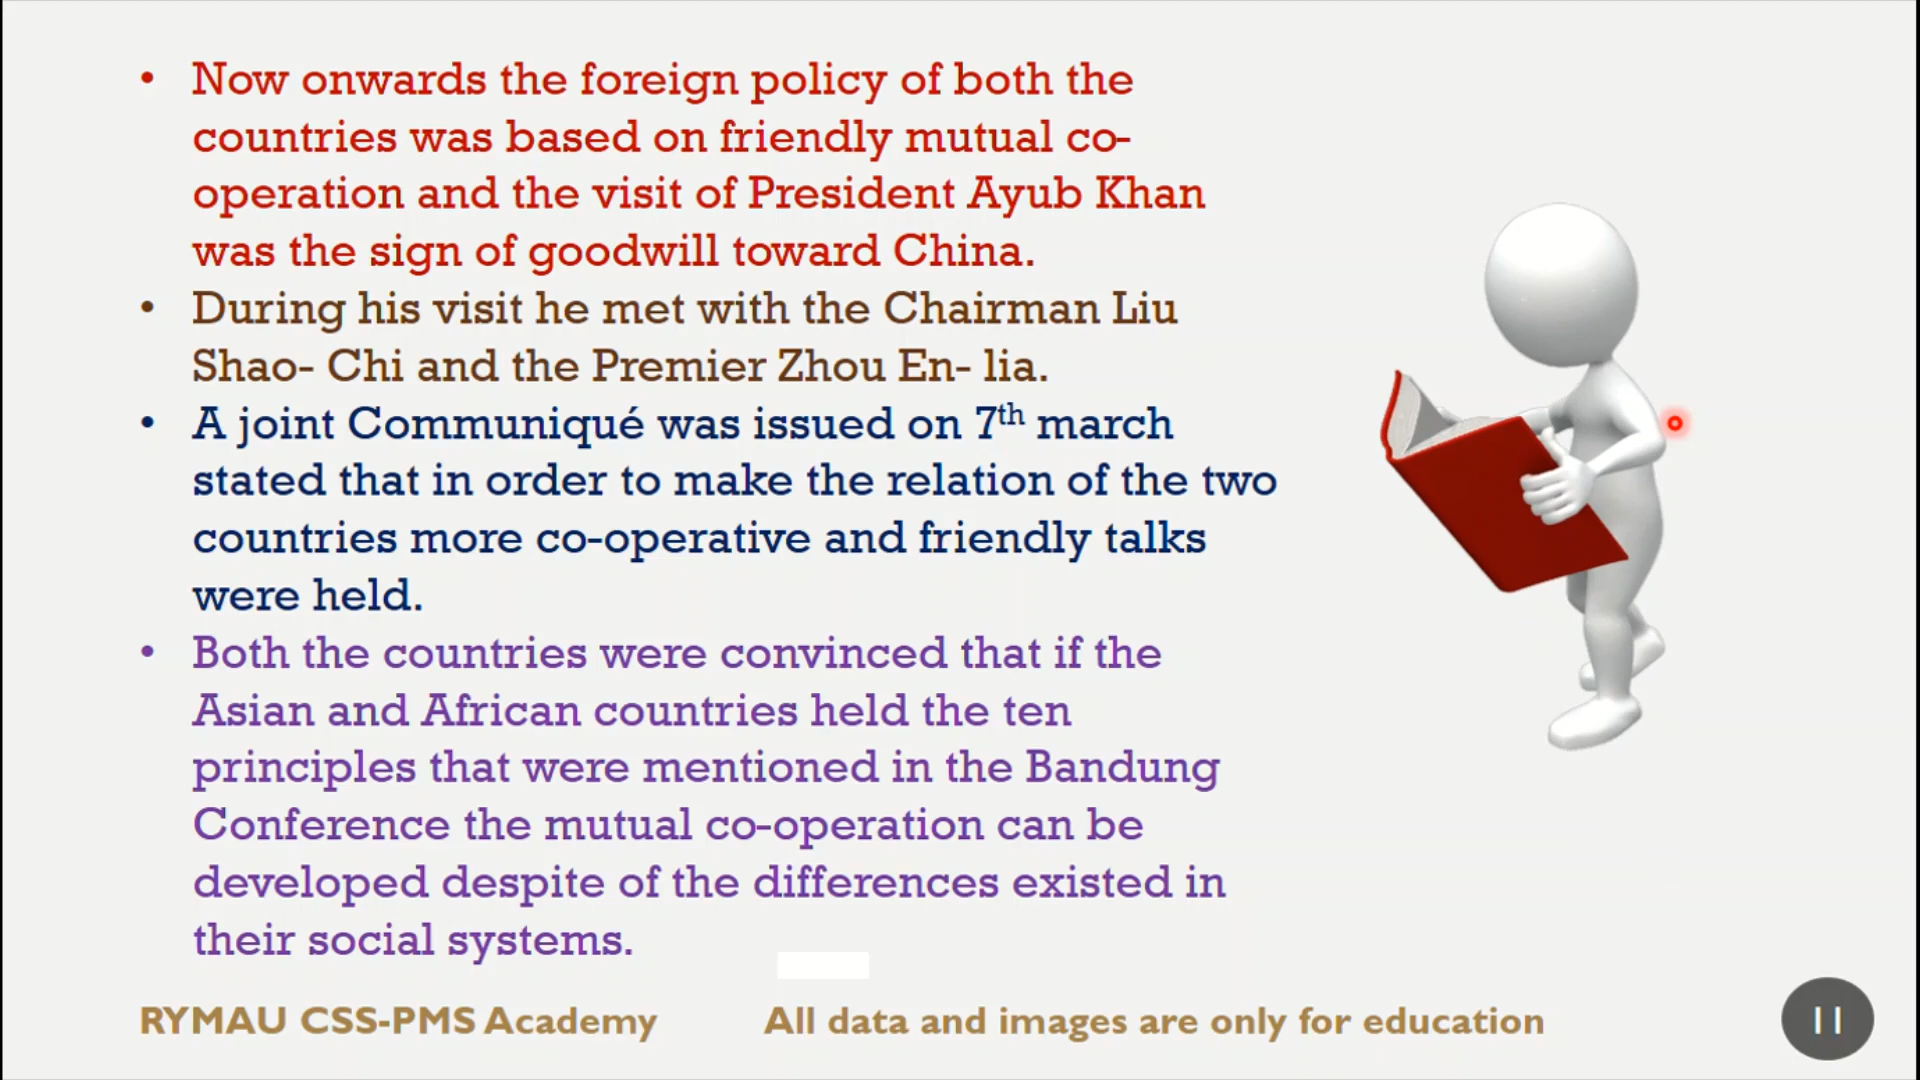 • Now onwards the foreign policy of both the
countries was based on friendly mutual co-
operation and the visit of President Ayub Khan
was the sign of goodwill toward China.
• During his visit he met with the Chairman Liu
Shao- Chi and the Premier Zhou En- lia.
• A joint Communiqué was issued on 7th march
stated that in order to make the relation of the two
countries more co-operative and friendly talks
were held.
• Both the countries were convinced that if the
Asian and African countries held the ten
principles that were mentioned in the Bandung
Conference the mutual co-operation can be
developed despite of the differences existed in
their social systems.
RYMAU CSS-PMS Academy All data and images are only for education
11